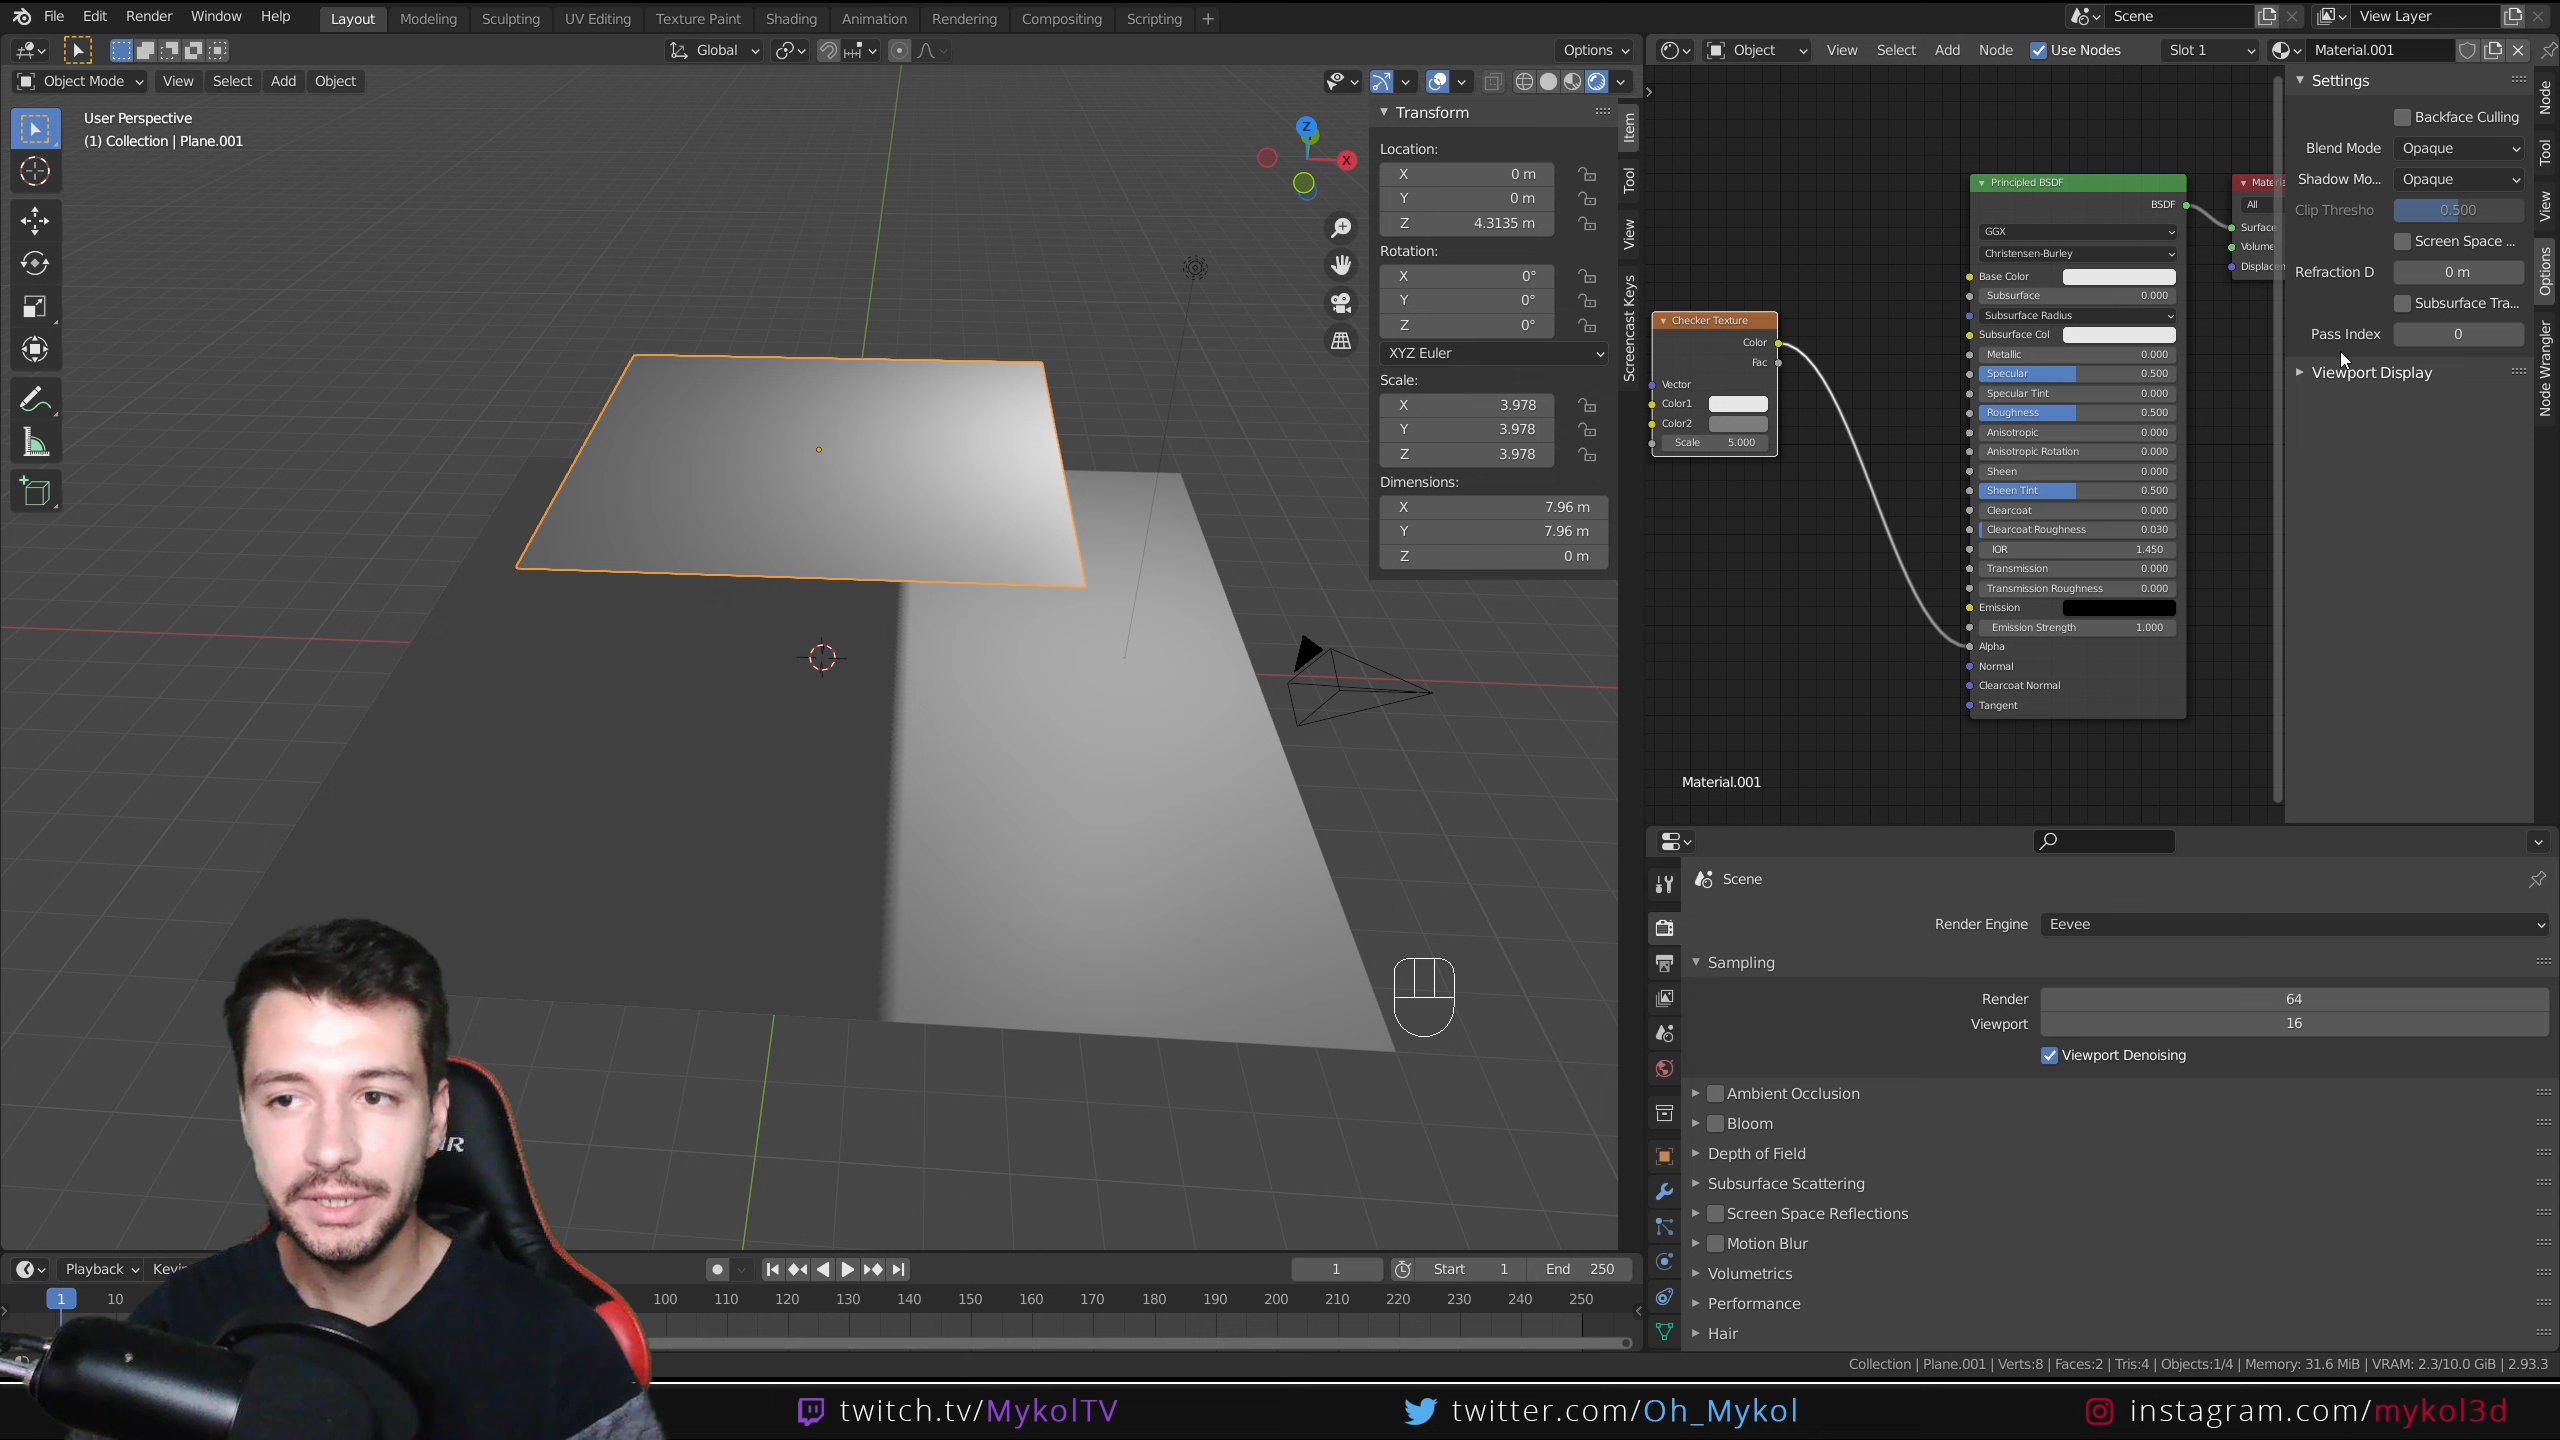 File Edit Render Window Help Layout Modeling Sculpting UV Editing Texture Paint Shading Animation Rendering Compositing Scripting + Scene View Layer
Global Options
Object View Select Add Node Use Nodes Slot 1 Material.001
Object Mode View Select Add Object
User Perspective
(1) Collection | Plane.001
Z
X
Transform
Location:
X 0 m
Y 0 m
Z 4.3135 m
Rotation:
X 0°
Y 0°
Z 0°
XYZ Euler
Scale:
X 3.978
Y 3.978
Z 3.978
Dimensions:
X 7.96 m
Y 7.96 m
Z 0 m
Item
Tool
View
Screencast Keys
Checker Texture
Color
Fac
Vector
Color1
Color2
Scale 5.000
Principled BSDF
BSDF
GGX
Christensen-Burley
Base Color
Subsurface 0.000
Subsurface Radius
Subsurface Col
Metallic 0.000
Specular 0.500
Specular Tint 0.000
Roughness 0.500
Anisotropic 0.000
Anisotropic Rotation 0.000
Sheen 0.000
Sheen Tint 0.500
Clearcoat 0.000
Clearcoat Roughness 0.030
IOR 1.450
Transmission 0.000
Transmission Roughness 0.000
Emission
Emission Strength 1.000
Alpha
Normal
Clearcoat Normal
Tangent
Materi
All
Surface
Volume
Displacem
Material.001
Settings
Backface Culling
Blend Mode Opaque
Shadow Mo... Opaque
Clip Thresho 0.500
Screen Space ...
Refraction D 0 m
Subsurface Tra...
Pass Index 0
Viewport Display
Node
Tool
View
Options
Node Wrangler
Scene
Render Engine Eevee
Sampling
Render 64
Viewport 16
Viewport Denoising
Ambient Occlusion
Bloom
Depth of Field
Subsurface Scattering
Screen Space Reflections
Motion Blur
Volumetrics
Performance
Hair
Playback Keyin 1 Start 1 End 250
1 10 100 110 120 130 140 150 160 170 180 190 200 210 220 230 240 250
Collection | Plane.001 | Verts:8 | Faces:2 | Tris:4 | Objects:1/4 | Memory: 31.6 MiB | VRAM: 2.3/10.0 GiB | 2.93.3
twitch.tv/MykolTV twitter.com/Oh_Mykol instagram.com/mykol3d